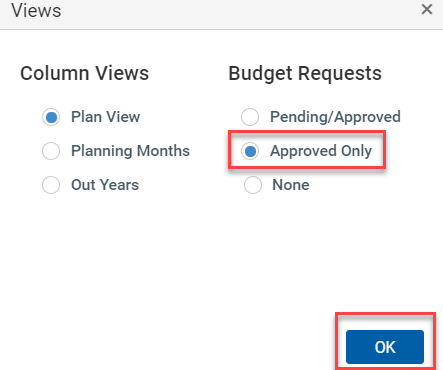 Views ×
Column Views
Plan View
Planning Months
Out Years
Budget Requests
Pending/Approved
Approved Only
None
OK